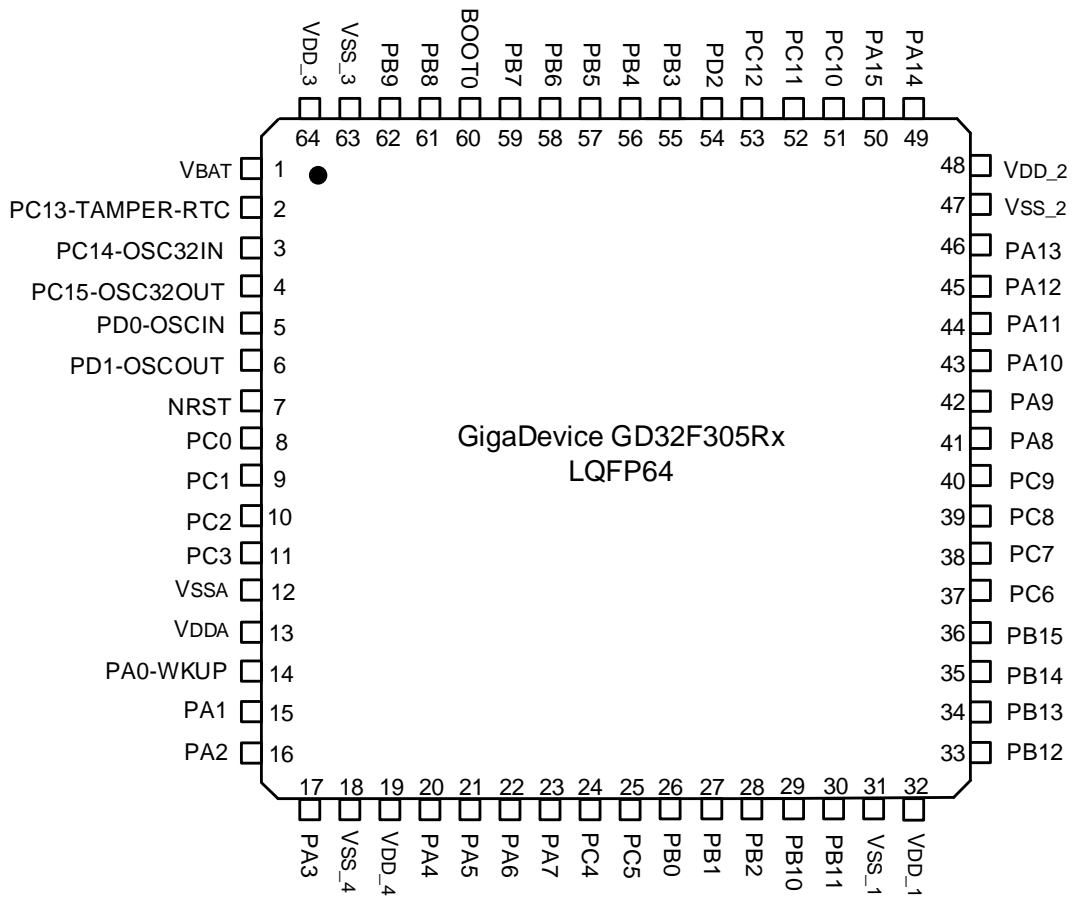 VDD_3
VSS_3
PB9
PB8
BOOT0
PB7
PB6
PB5
PB4
PB3
PD2
PC12
PC11
PC10
PA15
PA14
64
63
62
61
60
59
58
57
56
55
54
53
52
51
50
49
VBAT
1
PC13-TAMPER-RTC
2
PC14-OSC32IN
3
PC15-OSC32OUT
4
PD0-OSCIN
5
PD1-OSCOUT
6
NRST
7
PC0
8
PC1
9
PC2
10
PC3
11
VSSA
12
VDDA
13
PA0-WKUP
14
PA1
15
PA2
16
GigaDevice GD32F305Rx
LQFP64
48
VDD_2
47
VSS_2
46
PA13
45
PA12
44
PA11
43
PA10
42
PA9
41
PA8
40
PC9
39
PC8
38
PC7
37
PC6
36
PB15
35
PB14
34
PB13
33
PB12
17
18
19
20
21
22
23
24
25
26
27
28
29
30
31
32
PA3
VSS_4
VDD_4
PA4
PA5
PA6
PA7
PC4
PC5
PB0
PB1
PB2
PB10
PB11
VSS_1
VDD_1